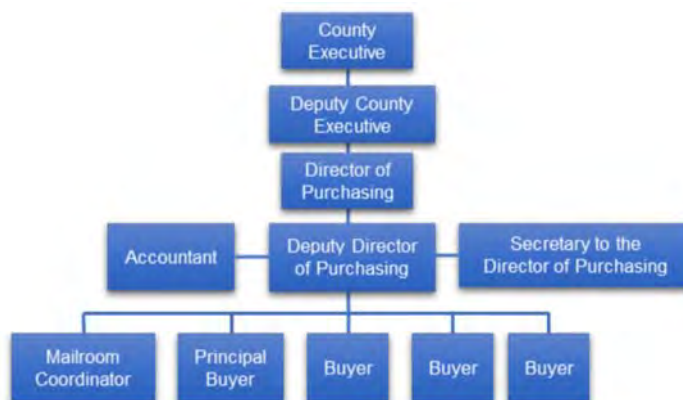 County
Executive
Deputy County
Executive
Director of
Purchasing
Accountant
Deputy Director
of Purchasing
Secretary to the
Director of Purchasing
Mailroom
Coordinator
Principal
Buyer
Buyer
Buyer
Buyer